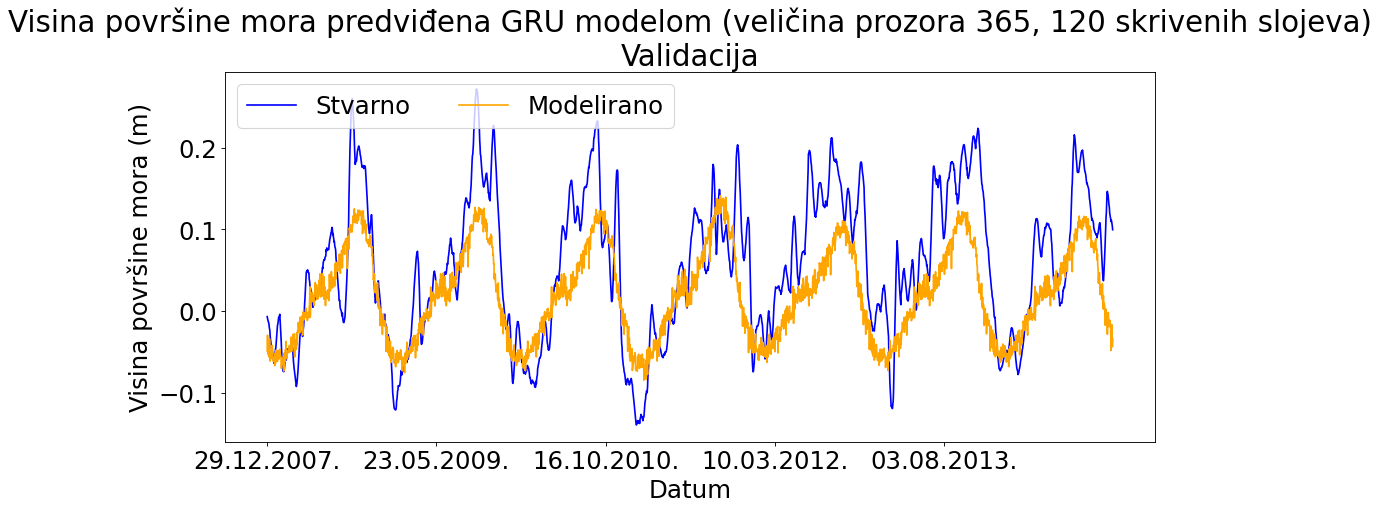 Visina površine mora predviđena GRU modelom (veličina prozora 365, 120 skrivenih slojeva)
Validacija
Stvarno
Modelirano
Visina površine mora (m)
0.2
0.1
0.0
−0.1
29.12.2007.
23.05.2009.
16.10.2010.
10.03.2012.
03.08.2013.
Datum